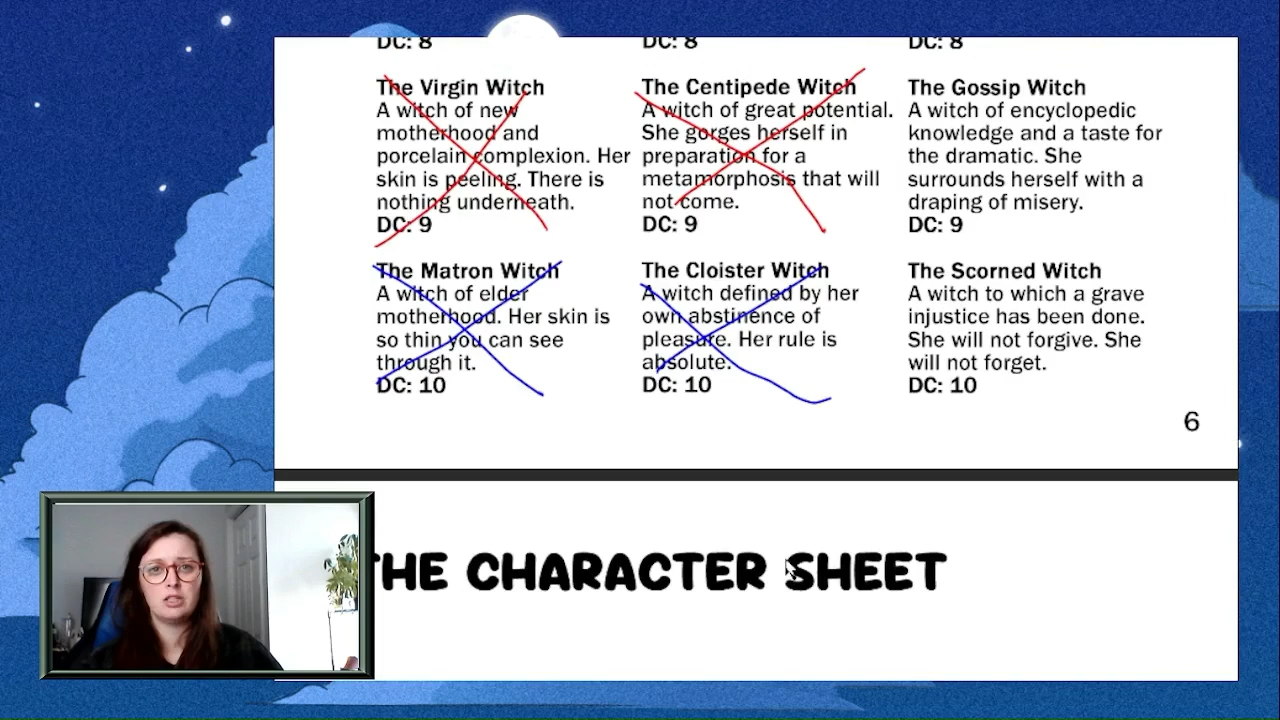 DC: 8
DC: 8
DC: 8
The Virgin Witch
A witch of new
motherhood and
porcelain complexion. Her
skin is peeling. There is
nothing underneath.
DC: 9
The Centipede Witch
A witch of great potential.
She gorges herself in
preparation for a
metamorphosis that will
not come.
DC: 9
The Gossip Witch
A witch of encyclopedic
knowledge and a taste for
the dramatic. She
surrounds herself with a
draping of misery.
DC: 9
The Matron Witch
A witch of elder
motherhood. Her skin is
so thin you can see
through it.
DC: 10
The Cloister Witch
A witch defined by her
own abstinence of
pleasure. Her rule is
absolute.
DC: 10
The Scorned Witch
A witch to which a grave
injustice has been done.
She will not forgive. She
will not forget.
DC: 10
6
THE CHARACTER SHEET